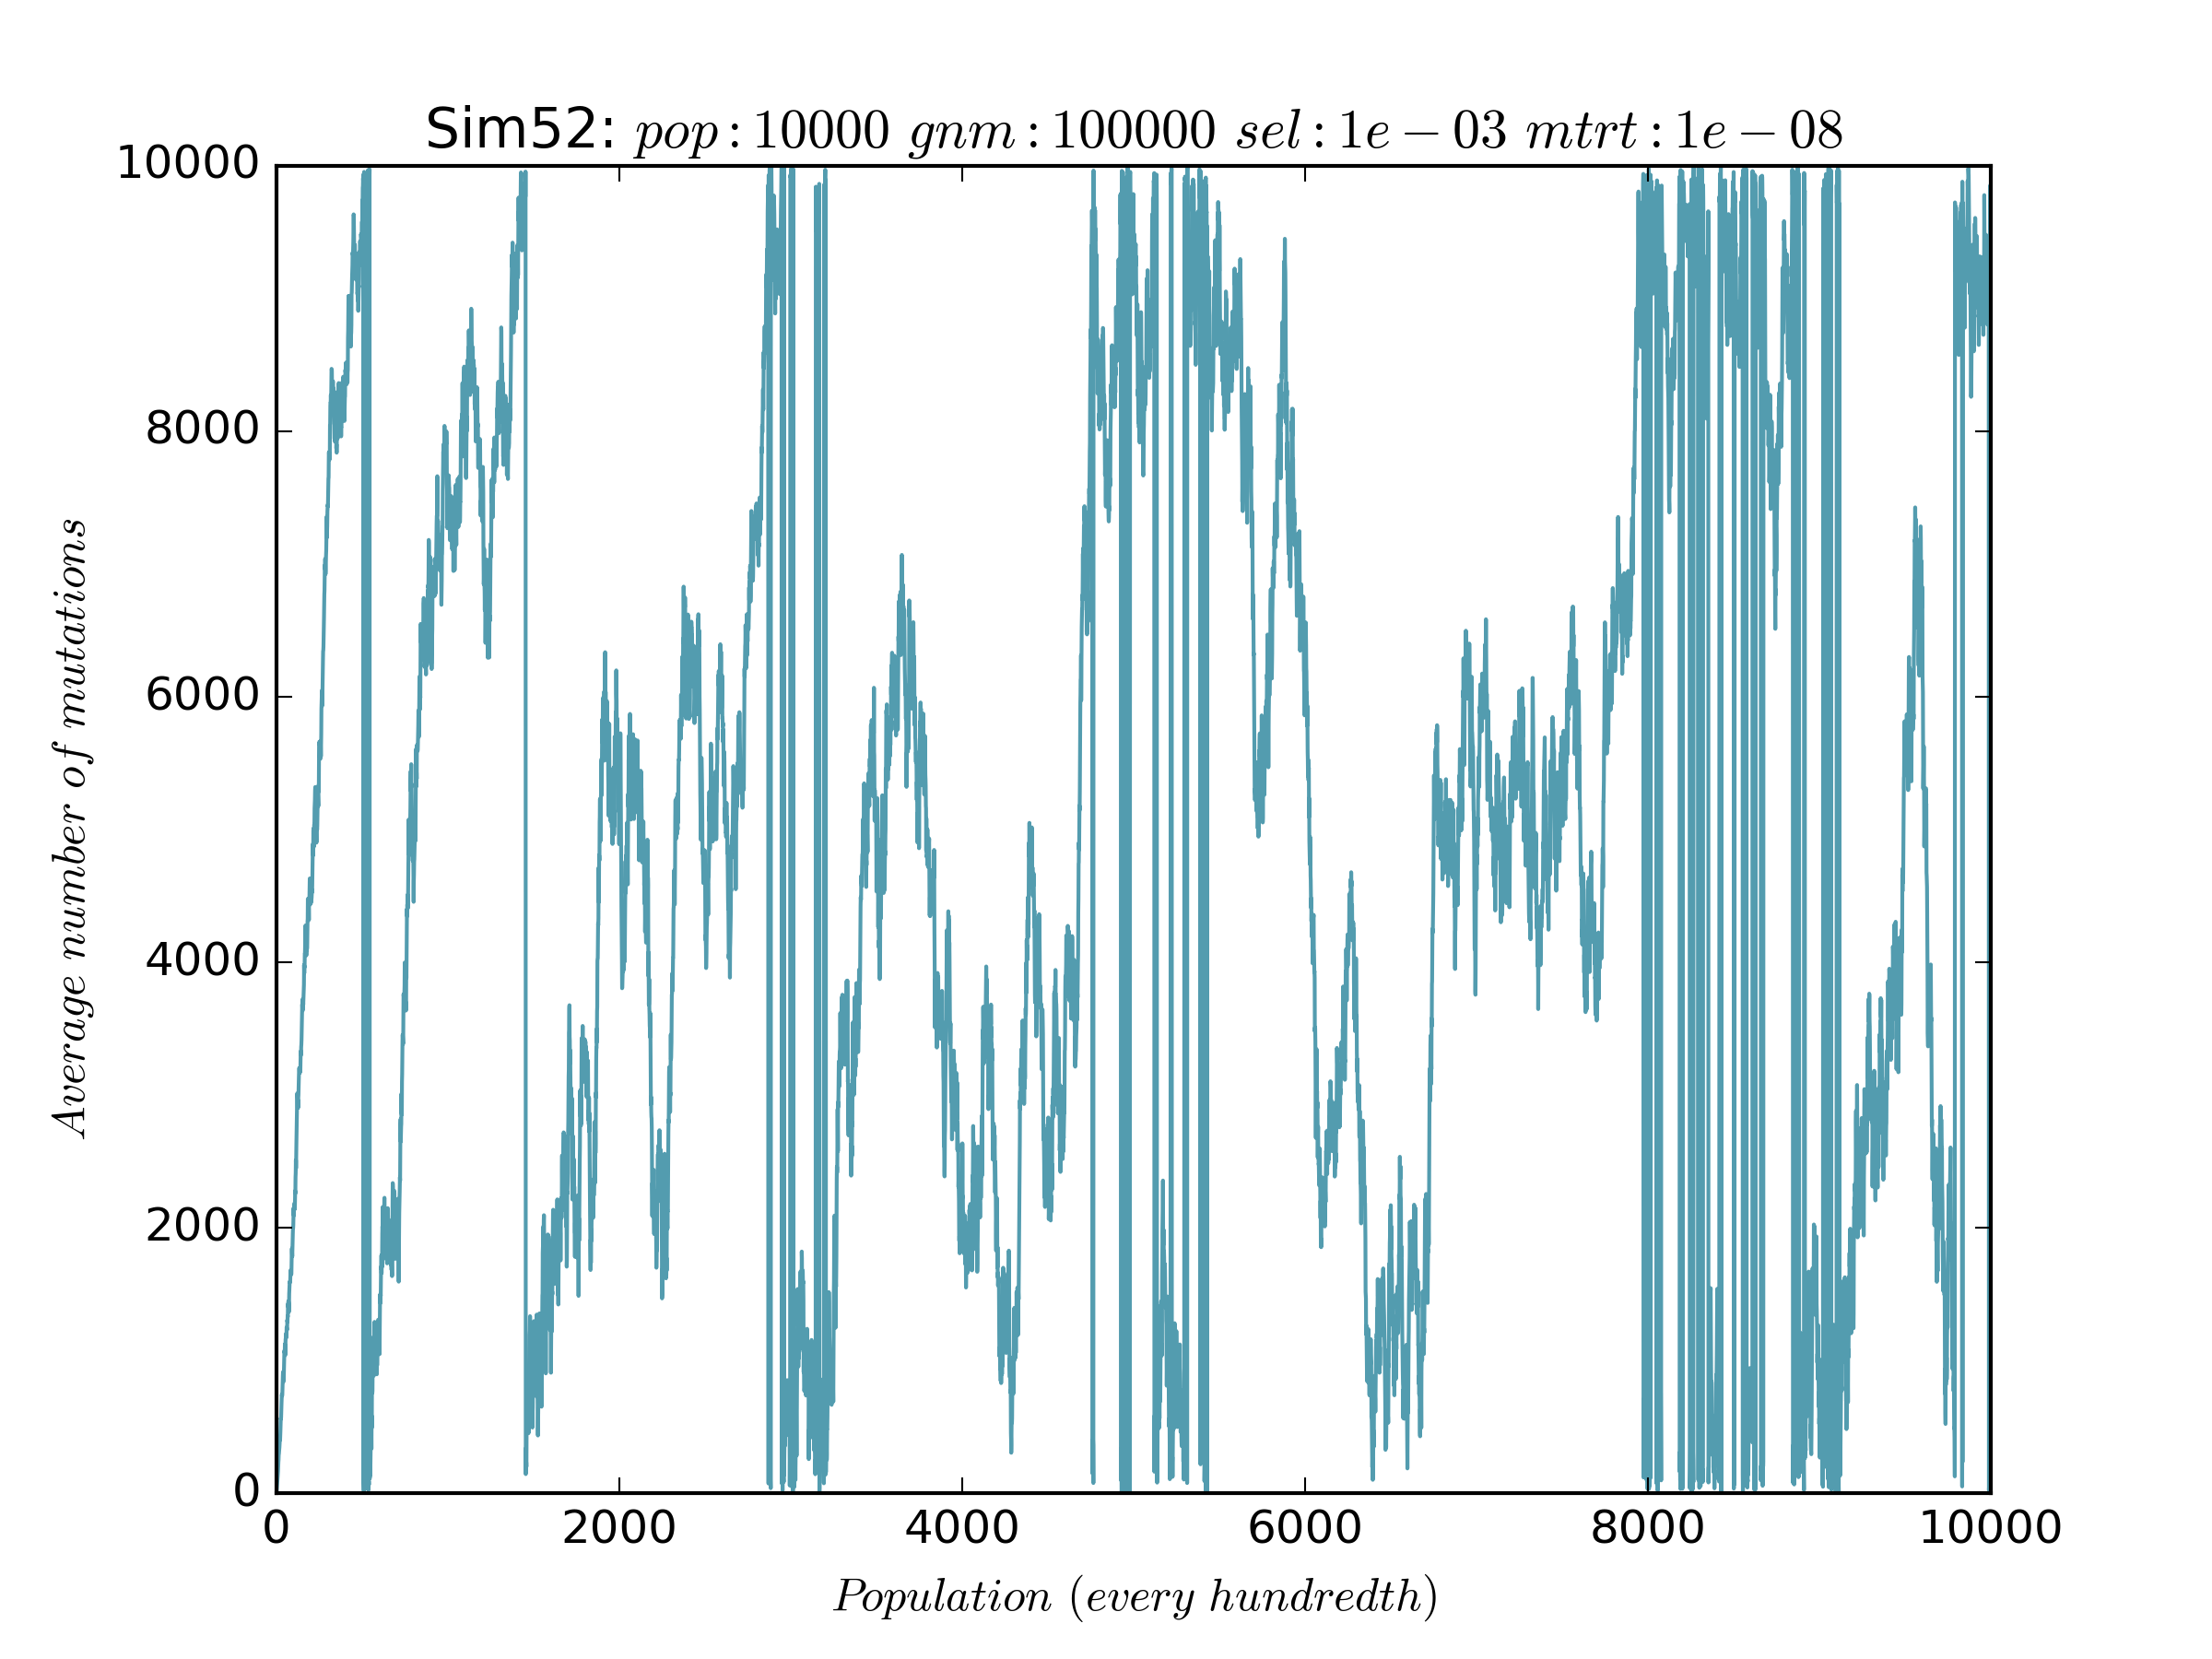 Sim52: pop : 10000 gnm : 100000 sel : 1e − 03 mtrt : 1e − 08
10000
8000
6000
4000
2000
0
Average number of mutations
0 2000 4000 6000 8000 10000
Population (every hundredth)